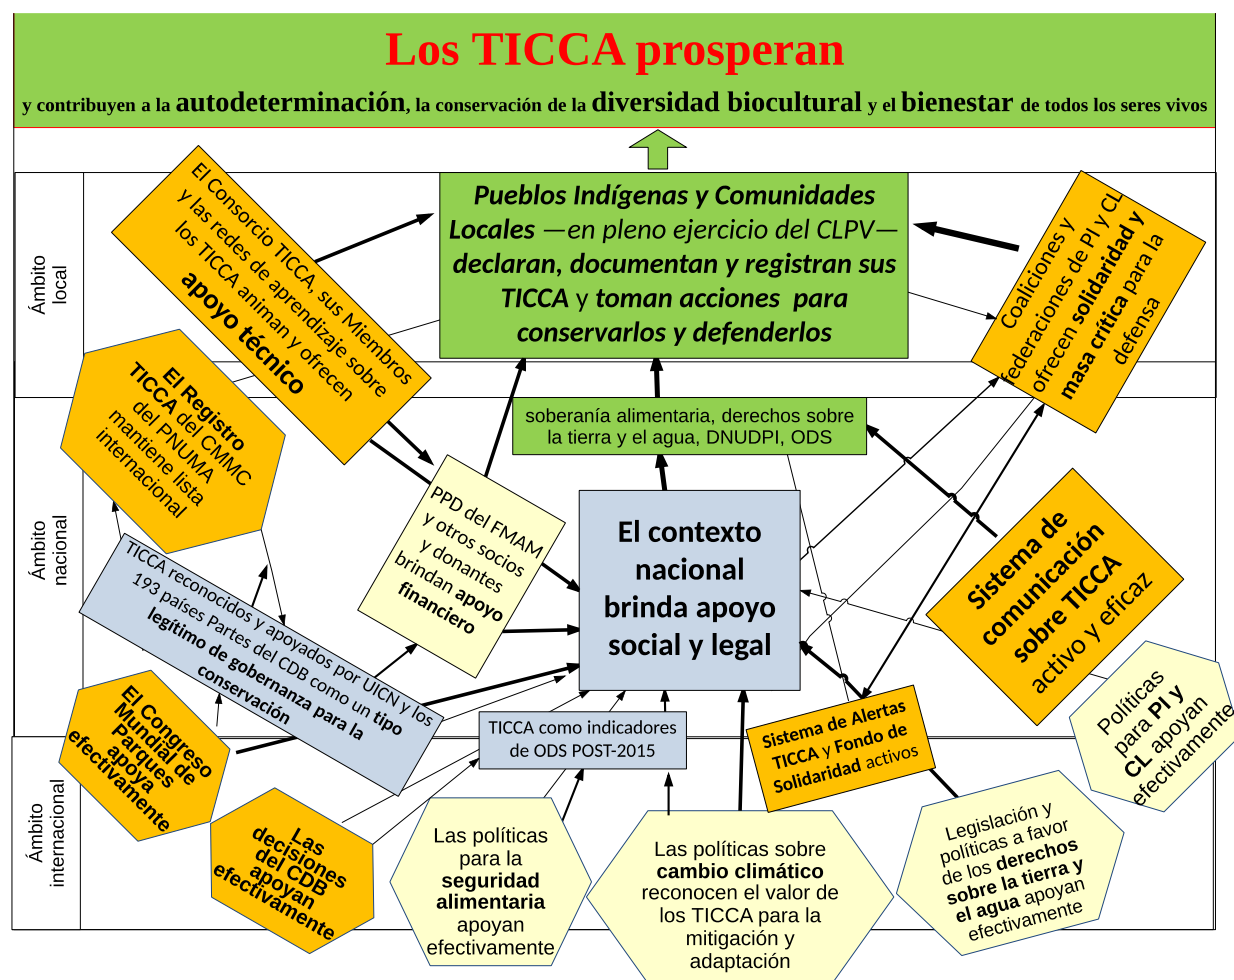 Los TICCA prosperan
y contribuyen a la autodeterminación, la conservación de la diversidad biocultural y el bienestar de todos los seres vivos
Ámbito
local
El Consorcio TICCA, sus Miembros
y las redes de aprendizaje sobre
los TICCA animan y ofrecen
apoyo técnico
Pueblos Indígenas y Comunidades
Locales —en pleno ejercicio del CLPV—
declaran, documentan y registran sus
TICCA y toman acciones para
conservarlos y defenderlos
Coaliciones y
federaciones de PI y CL
ofrecen solidaridad y
masa crítica para la
defensa
El Registro
TICCA del CMMC
del PNUMA
mantiene lista
internacional
soberanía alimentaria, derechos sobre
la tierra y el agua, DNUDPI, ODS
Ámbito
nacional
PPD del FMAM
y otros socios
y donantes
brindan apoyo
financiero
El contexto
nacional
brinda apoyo
social y legal
Sistema de
comunicación
sobre TICCA
activo y eficaz
TICCA reconocidos y apoyados por UICN y los
193 países Partes del CDB como un tipo
legítimo de gobernanza para la
conservación
El Congreso
Mundial de
Parques
apoya
efectivamente
TICCA como indicadores
de ODS POST-2015
Sistema de Alertas
TICCA y Fondo de
Solidaridad activos
Políticas
para PI y
CL apoyan
efectivamente
Ámbito
internacional
Las
decisiones
del CDB
apoyan
efectivamente
Las políticas
para la
seguridad
alimentaria
apoyan
efectivamente
Las políticas sobre
cambio climático
reconocen el valor de
los TICCA para la
mitigación y
adaptación
Legislación y
políticas a favor
de los derechos
sobre la tierra y
el agua apoyan
efectivamente